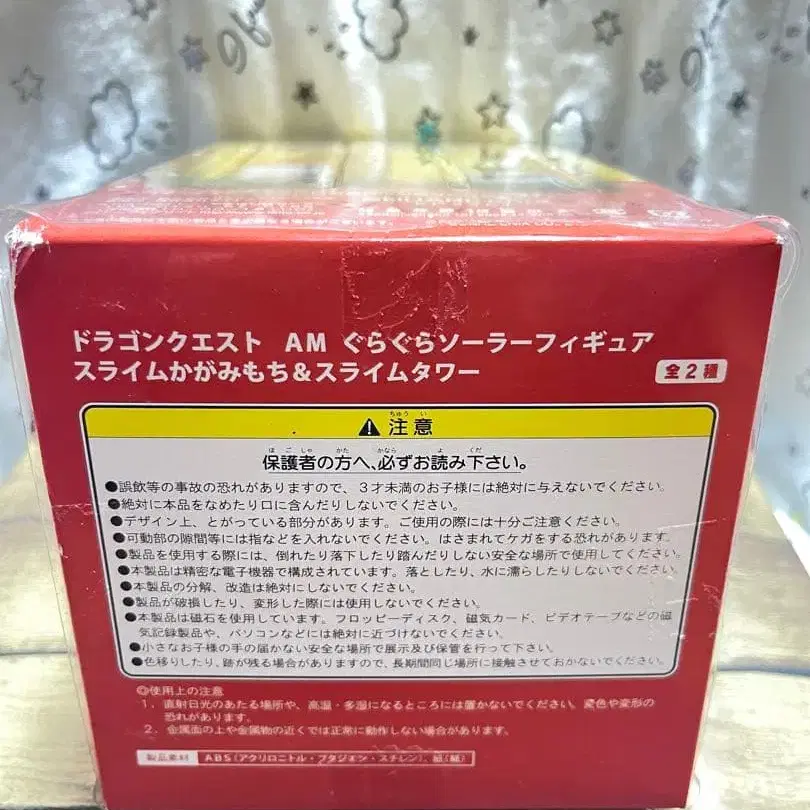 ドラゴンクエスト AM ぐらぐらソーラーフィギュア
スライムかがみもち&スライムタワー 全2種
⚠注意
保護者の方へ、必ずお読み下さい。
●誤飲等の事故の恐れがありますので、3才未満のお子様には絶対に与えないでください。
●絶対に本品をなめたり口に含んだりしないでください。
●デザイン上、とがっている部分があります。ご使用の際には十分ご注意ください。
●可動部の隙間等には指などを入れないでください。はさまれてケガをする恐れがあります。
●製品を使用する際には、倒れたり落下したり踏んだりしない安全な場所で使用してください。
●本製品は精密な電子機器で構成されています。落としたり、水に濡らしたりしないでください。
●本製品の分解、改造は絶対にしないでください。
●製品が破損したり、変形した際には使用しないでください。
●本製品は磁石を使用しています。フロッピーディスク、磁気カード、ビデオテープなどの磁
気記録製品や、パソコンなどには絶対に近づけないでください。
●小さなお子様の手の届かない安全な場所で展示及び保管を行って下さい。
●色移りしたり、跡が残る場合がありますので、長期間同じ場所に接触させておかないでください。
◎使用上の注意
1. 直射日光のあたる場所や、高温・多湿になるところには置かないでください。変色や変形の
恐れがあります。
2. 金属面の上や金属物の近くでは正常に動作しない場合があります。
製品素材 ABS(アクリロニトル・ブタジエン・スチレン)、紙(紙)